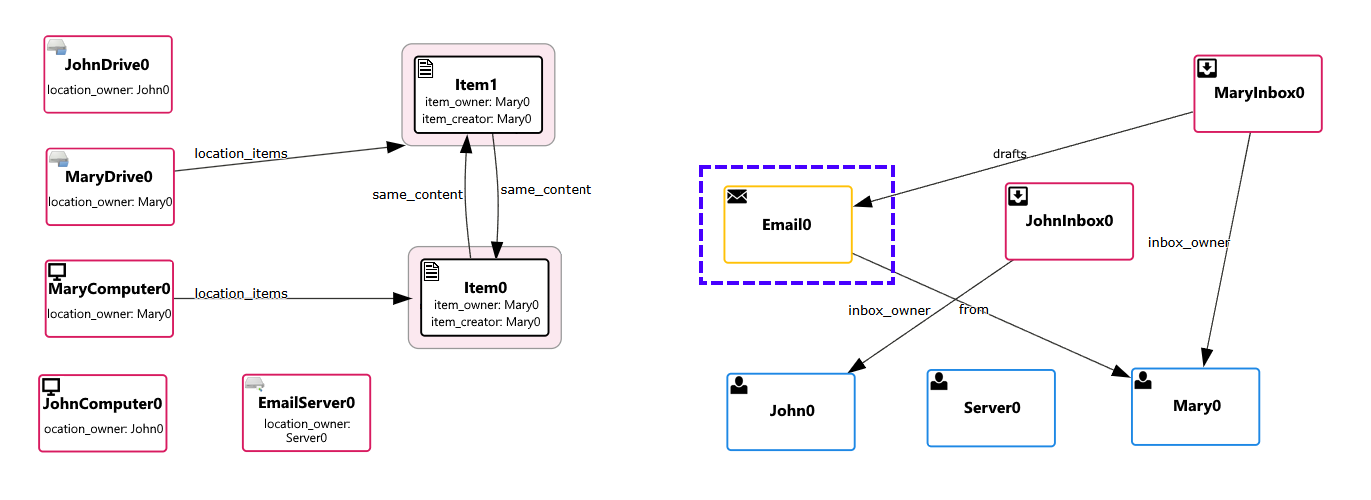 JohnDrive0
location_owner: John0
MaryDrive0
location_owner: Mary0
MaryComputer0
location_owner: Mary0
JohnComputer0
ocation_owner: John0
EmailServer0
location_owner:
Server0
location_items
location_items
Item1
item_owner: Mary0
item_creator: Mary0
same_content
same_content
Item0
item_owner: Mary0
item_creator: Mary0
MaryInbox0
drafts
Email0
JohnInbox0
inbox_owner
inbox_owner
from
John0
Server0
Mary0